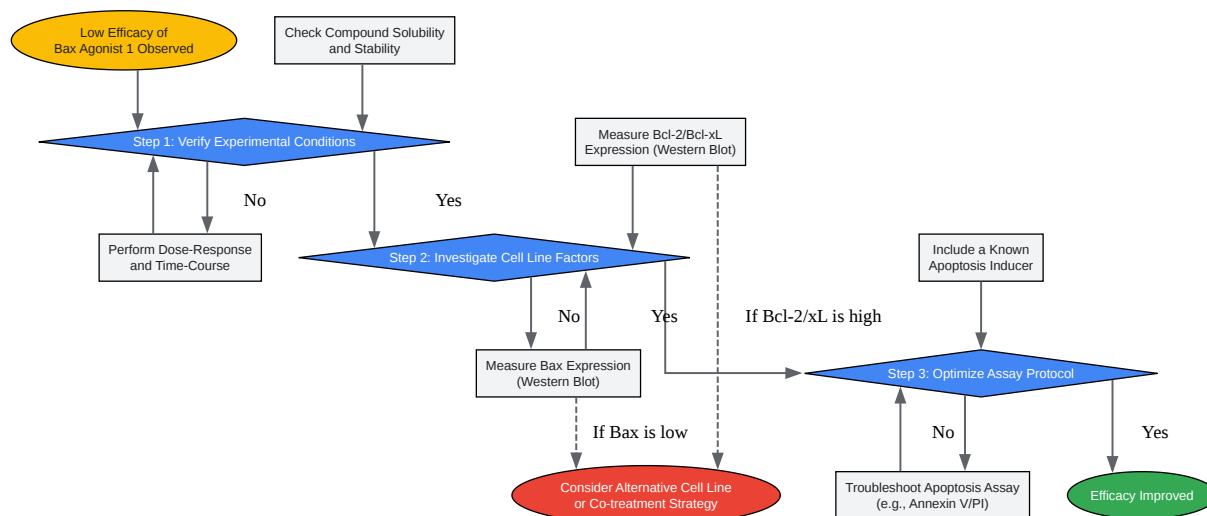 Low Efficacy of
Bax Agonist 1 Observed
Check Compound Solubility
and Stability
Step 1: Verify Experimental Conditions
Measure Bcl-2/Bcl-xL
Expression (Western Blot)
No
Yes
Perform Dose-Response
and Time-Course
Step 2: Investigate Cell Line Factors
Include a Known
Apoptosis Inducer
No
Yes
If Bcl-2/xL is high
Measure Bax Expression
(Western Blot)
Step 3: Optimize Assay Protocol
If Bax is low
No
Yes
Consider Alternative Cell Line
or Co-treatment Strategy
Troubleshoot Apoptosis Assay
(e.g., Annexin V/PI)
Efficacy Improved